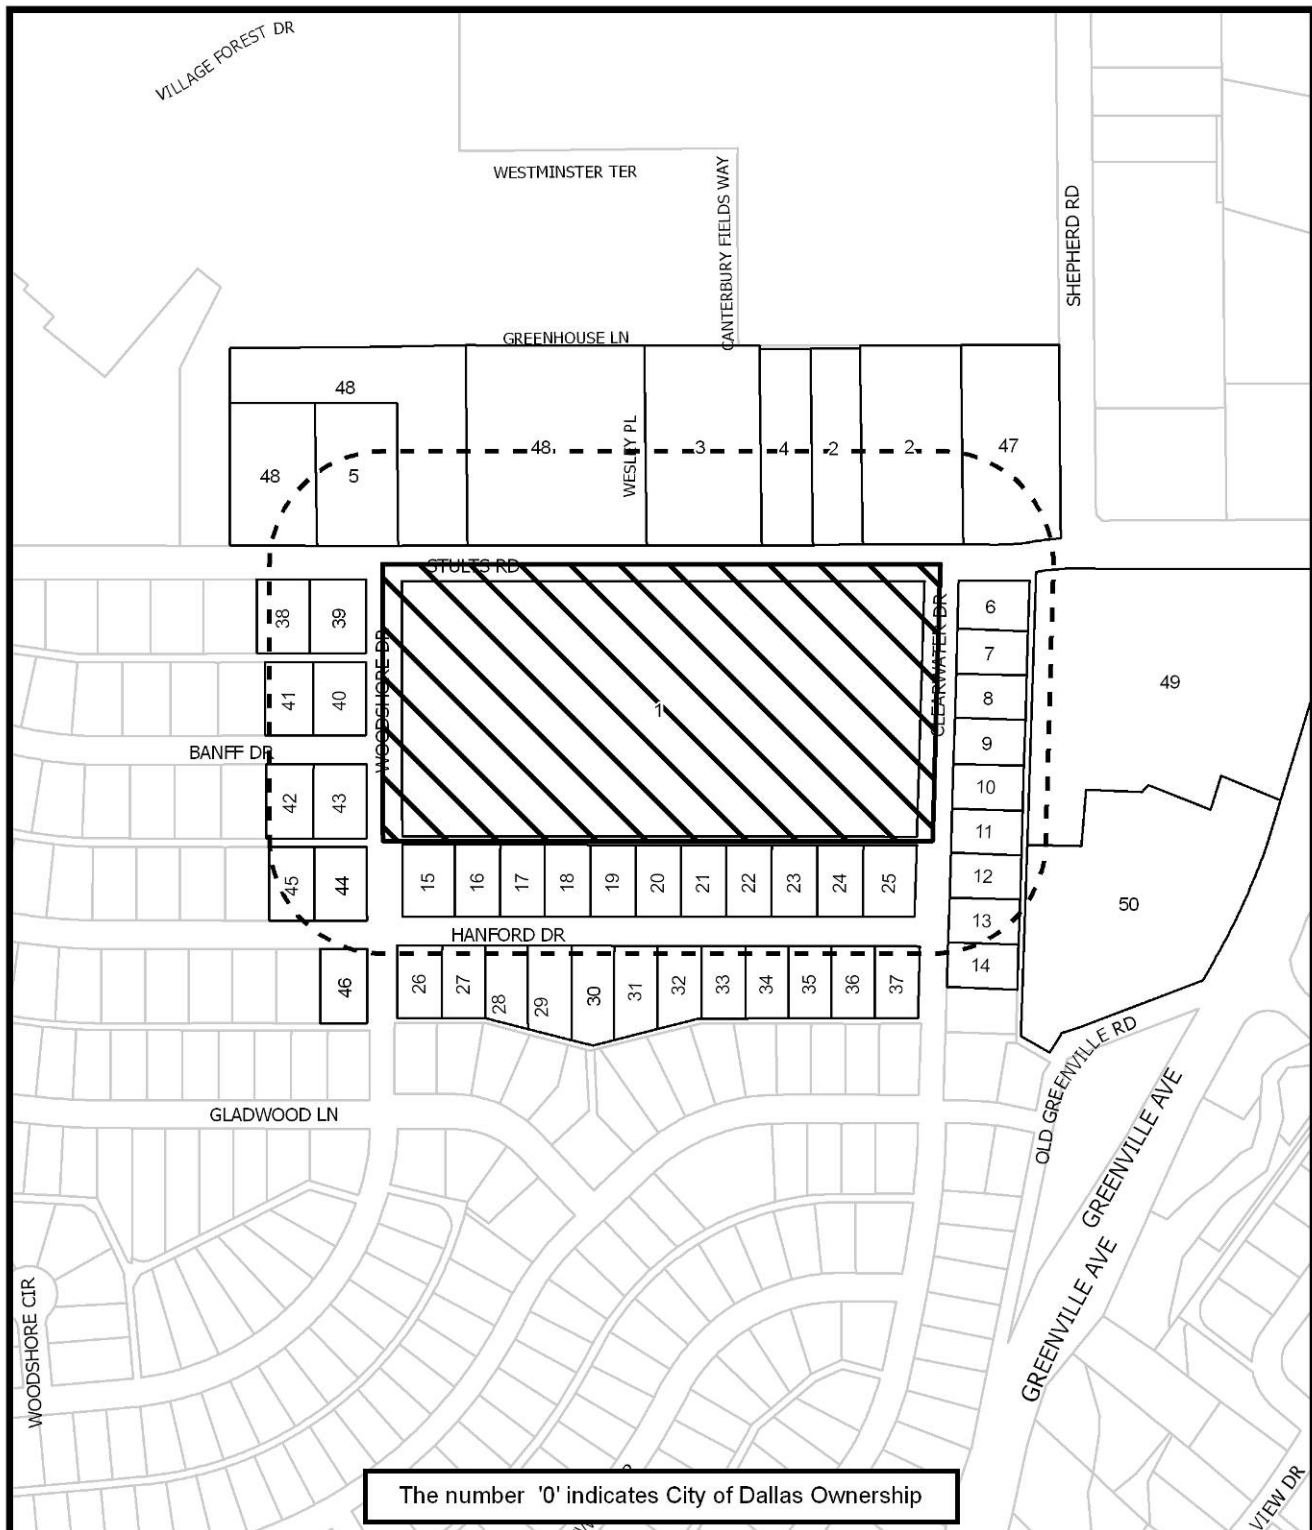 VILLAGE FOREST DR
WESTMINSTER TER
CANTERBURY FIELDS WAY
SHEPHERD RD
GREENHOUSE LN
48
48
5
48
WESLEY PL
3
4
2
2
47
STULTS RD
38
39
WOODSHORE DR
CLEARWATER DR
6
7
41
40
1
8
49
BANFF DR
9
42
43
10
11
45
44
15
16
17
18
19
20
21
22
23
24
25
12
13
50
HANFORD DR
14
46
26
27
28
29
30
31
32
33
34
35
36
37
OLD GREENVILLE RD
GREENVILLE AVE
GLADWOOD LN
GREENVILLE AVE
WOODSHORE CIR
The number '0' indicates City of Dallas Ownership
VIEW DR